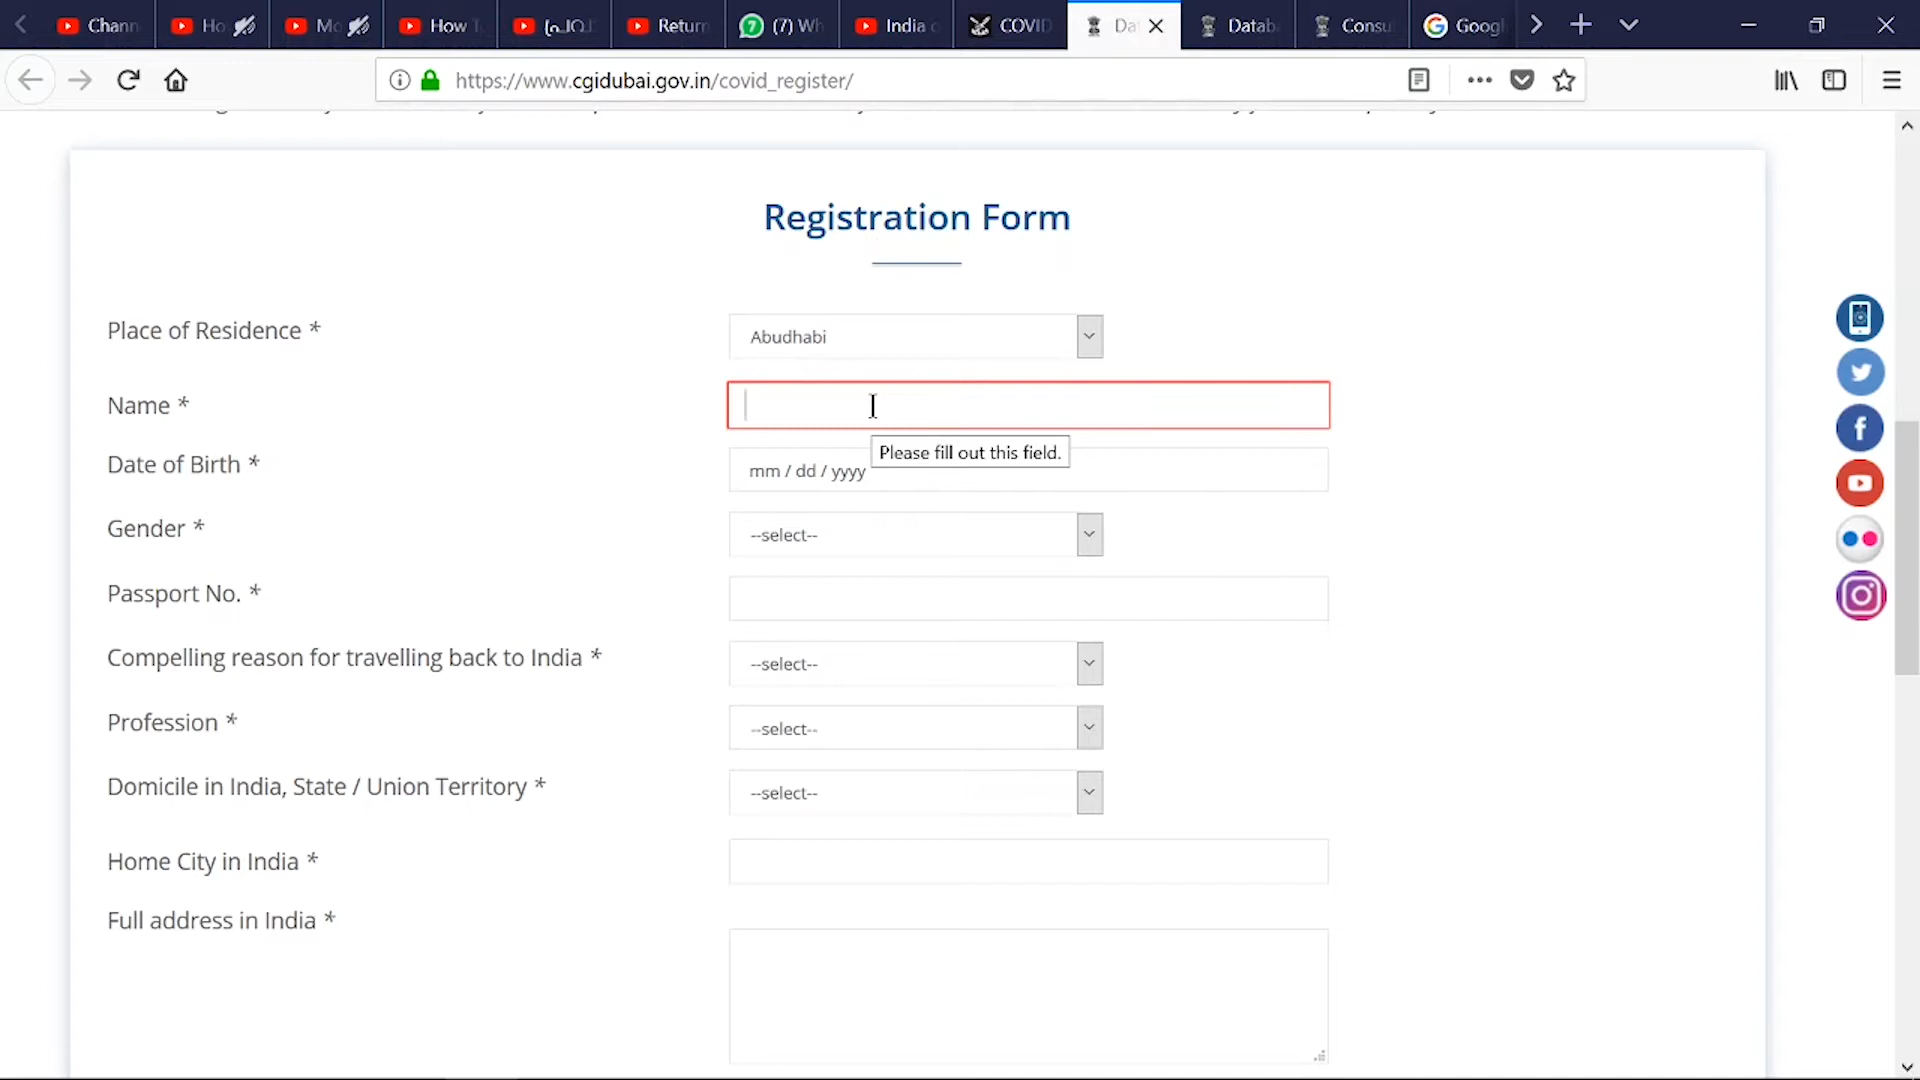 Chann
Ho
Mo
How T
Return
(7) Wh
India o
COVID
Da
Datab
Consu
Googl
https://www.cgidubai.gov.in/covid_register/
Registration Form
Place of Residence *
Abudhabi
Name *
Please fill out this field.
Date of Birth *
mm / dd / yyyy
Gender *
--select--
Passport No. *
Compelling reason for travelling back to India *
--select--
Profession *
--select--
Domicile in India, State / Union Territory *
--select--
Home City in India *
Full address in India *